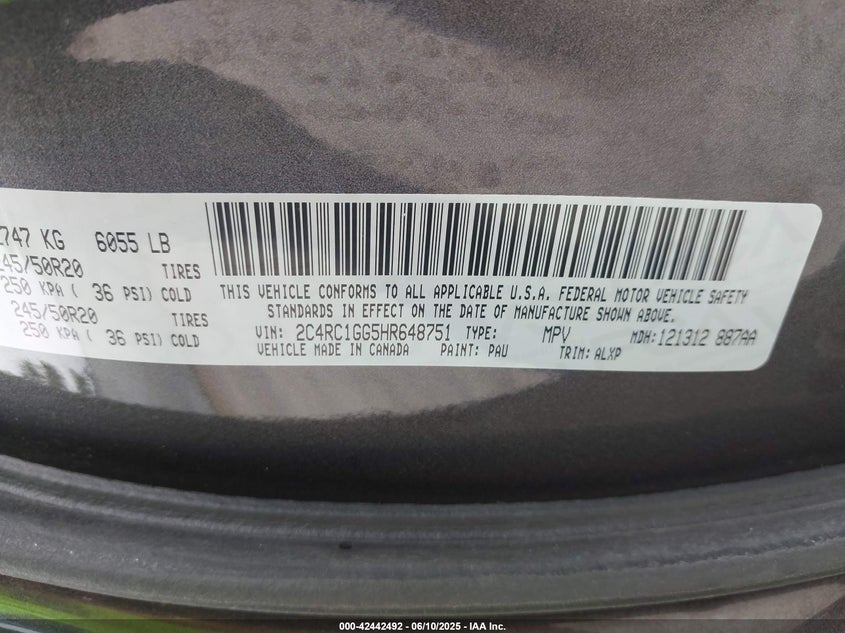 747 KG 6055 LB
245/50R20 TIRES
250 KPA ( 36 PSI) COLD
245/50R20 TIRES
250 KPA ( 36 PSI) COLD
THIS VEHICLE CONFORMS TO ALL APPLICABLE U.S.A. FEDERAL MOTOR VEHICLE SAFETY
STANDARDS IN EFFECT ON THE DATE OF MANUFACTURE SHOWN ABOVE.
VIN: 2C4RC1GG5HR648751 TYPE: MPV MDH: 121312 887AA
VEHICLE MADE IN CANADA PAINT: PAU TRIM: ALXP
000-42442492 - 06/10/2025 - IAA Inc.